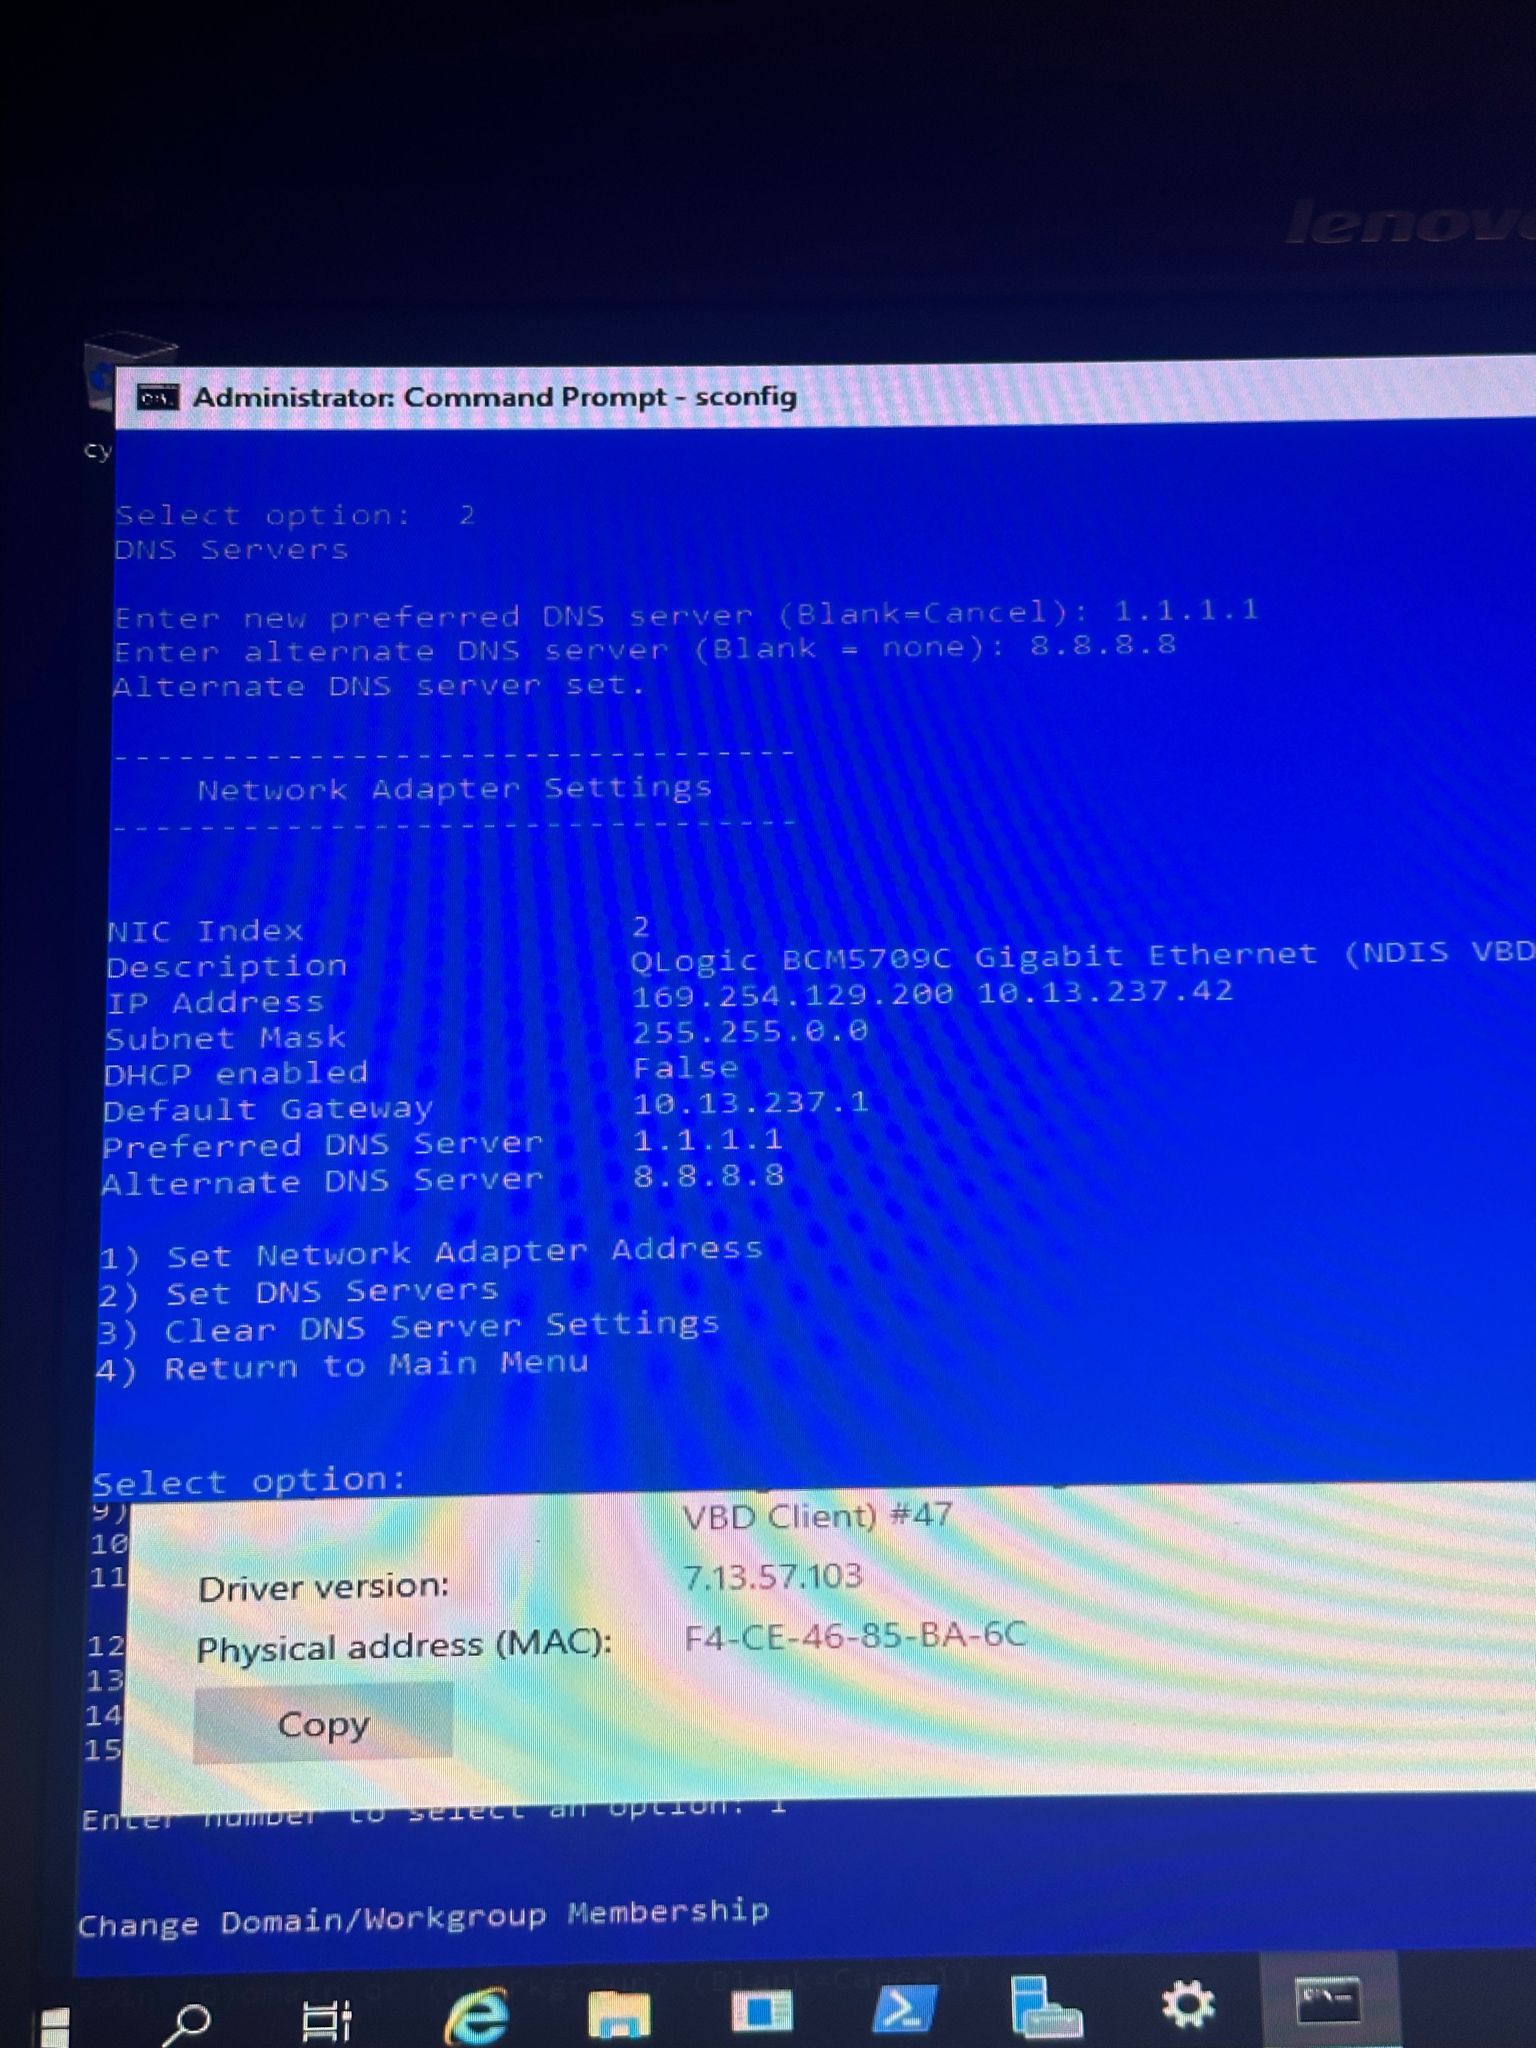 lenovo
Administrator: Command Prompt - sconfig
cy
Select option:  2
DNS Servers
Enter new preferred DNS server (Blank=Cancel): 1.1.1.1
Enter alternate DNS server (Blank = none): 8.8.8.8
Alternate DNS server set.
--------------------------------
Network Adapter Settings
--------------------------------
NIC Index 2
Description QLogic BCM5709C Gigabit Ethernet (NDIS VBD
IP Address 169.254.129.200 10.13.237.42
Subnet Mask 255.255.0.0
DHCP enabled False
Default Gateway 10.13.237.1
Preferred DNS Server 1.1.1.1
Alternate DNS Server 8.8.8.8
1) Set Network Adapter Address
2) Set DNS Servers
3) Clear DNS Server Settings
4) Return to Main Menu
Select option:
9)
VBD Client) #47
10
11
Driver version: 7.13.57.103
12
Physical address (MAC): F4-CE-46-85-BA-6C
13
14
Copy
15
Enter number to select an option: 1
Change Domain/Workgroup Membership
(Blank=Cancel)